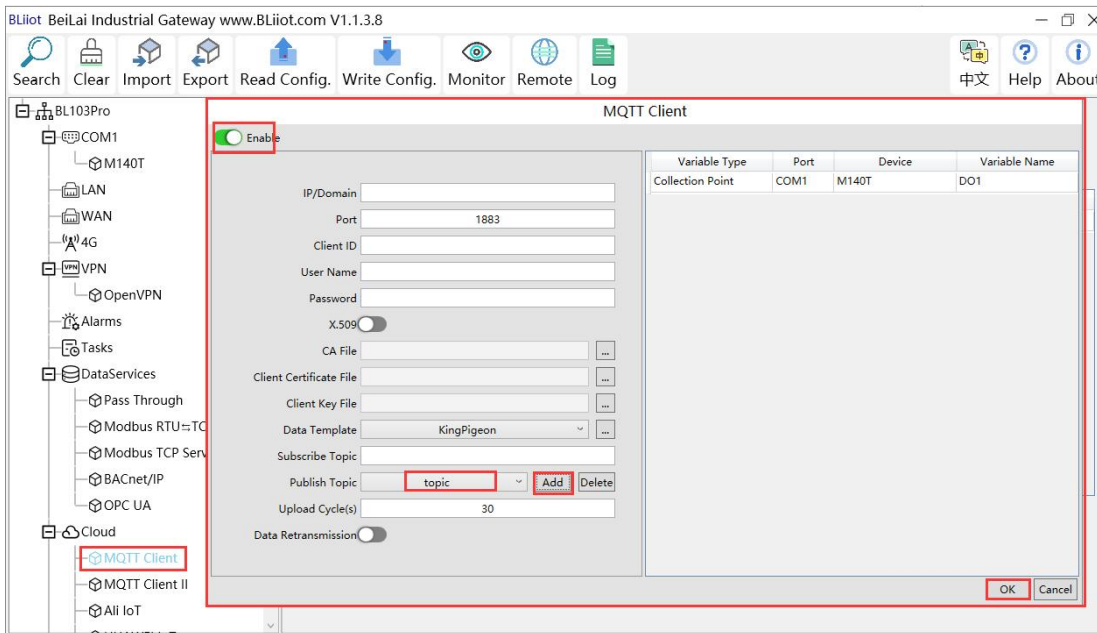 BLiiot BeiLai Industrial Gateway www.BLiiot.com V1.1.3.8
Search Clear Import Export Read Config. Write Config. Monitor Remote Log 中文 Help About
BL103Pro
COM1
M140T
LAN
WAN
4G
VPN VPN
OpenVPN
Alarms
Tasks
DataServices
Pass Through
Modbus RTU⇆TC
Modbus TCP Serv
BACnet/IP
OPC UA
Cloud
MQTT Client
MQTT Client II
Ali IoT
MQTT Client
Enable
IP/Domain
Port 1883
Client ID
User Name
Password
X.509
CA File ...
Client Certificate File ...
Client Key File ...
Data Template KingPigeon ...
Subscribe Topic
Publish Topic topic Add Delete
Upload Cycle(s) 30
Data Retransmission
Variable Type Port Device Variable Name
Collection Point COM1 M140T DO1
OK Cancel